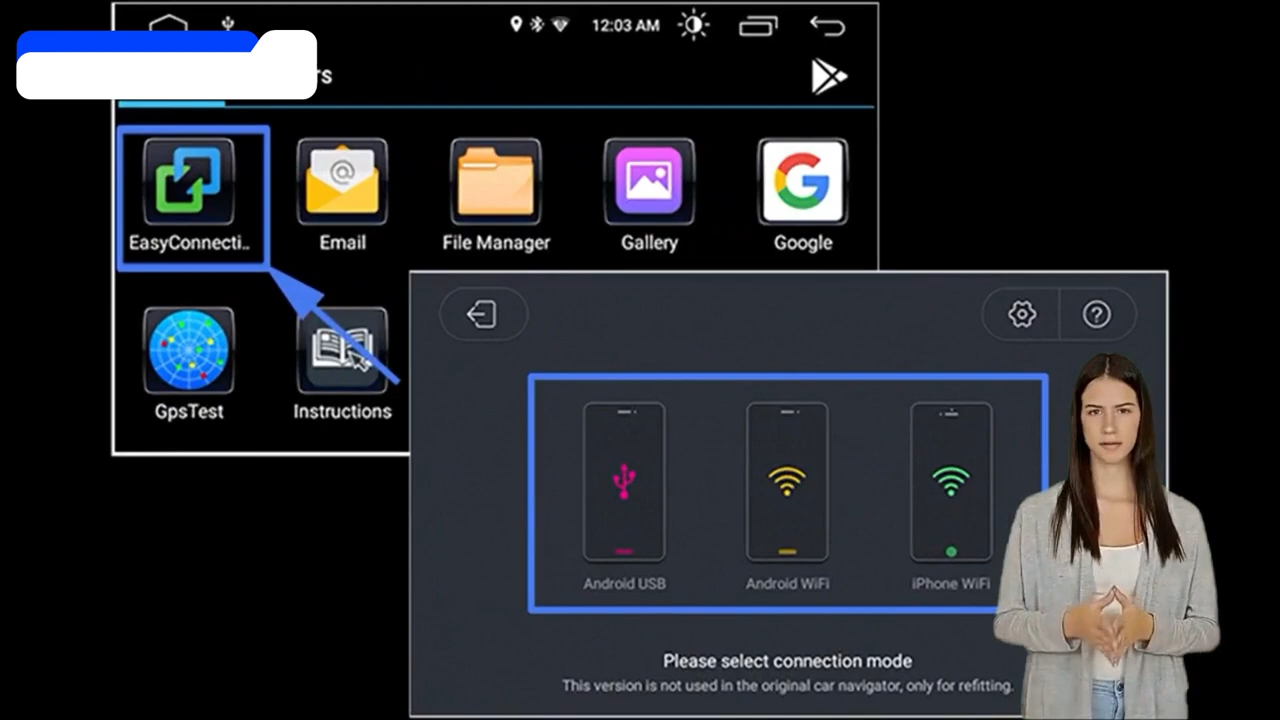 12:03 AM
EasyConnecti..
Email
File Manager
Gallery
Google
GpsTest
Instructions
Android USB
Android WiFi
iPhone WiFi
Please select connection mode
This version is not used in the original car navigator, only for refitting.